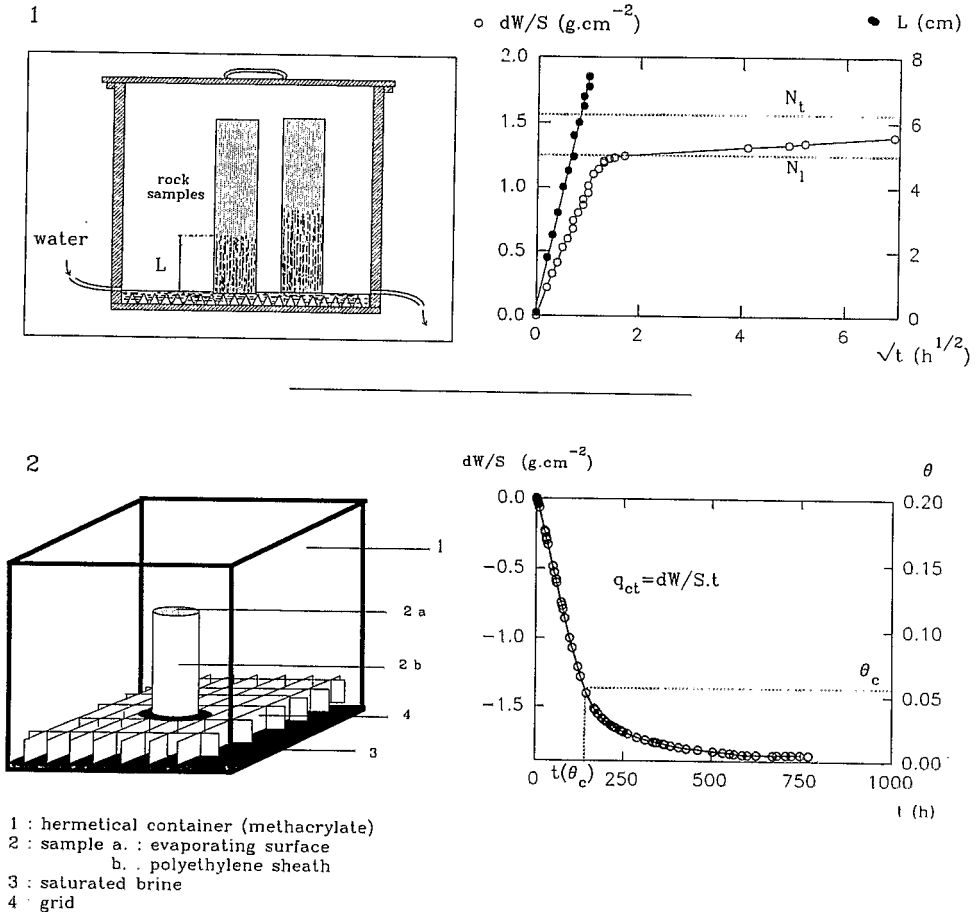 1
○ dW/S (g.cm⁻²)
● L (cm)
rock
samples
water
L
2.0
1.5
1.0
0.5
0.0
8
6
4
2
0
N_t
N_l
0
2
4
6
√t (h^1/2)
2
1
2 a
2 b
4
3
dW/S (g.cm⁻²)
θ
0.0
−0.5
−1.0
−1.5
0.20
0.15
0.10
0.05
0.00
q_ct=dW/S.t
θ_c
0
t(θ_c)
250
500
750
1000
t (h)
1 : hermetical container (methacrylate)
2 : sample a. : evaporating surface
b. . polyethylene sheath
3 : saturated brine
4 · grid